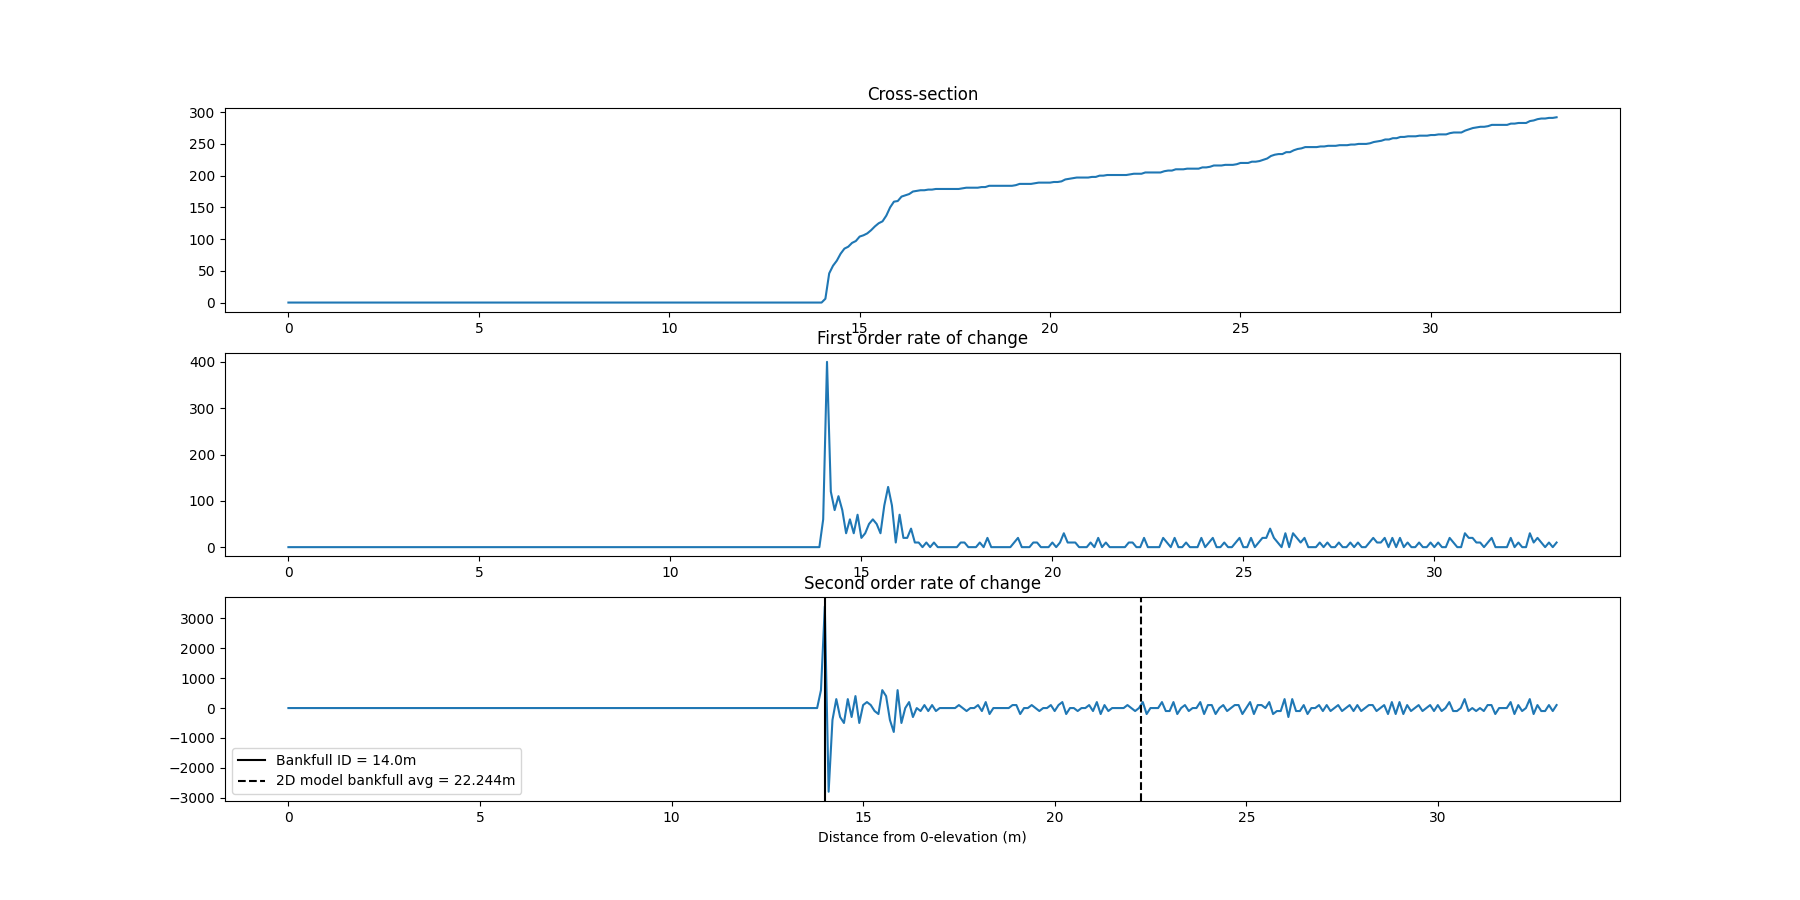 Cross-section
300
250
200
150
100
50
0
0 5 10 15 20 25 30
First order rate of change
400
300
200
100
0
0 5 10 15 20 25 30
Second order rate of change
3000
2000
1000
0
−1000
−2000
−3000
Bankfull ID = 14.0m
2D model bankfull avg = 22.244m
0 5 10 15 20 25 30
Distance from 0-elevation (m)